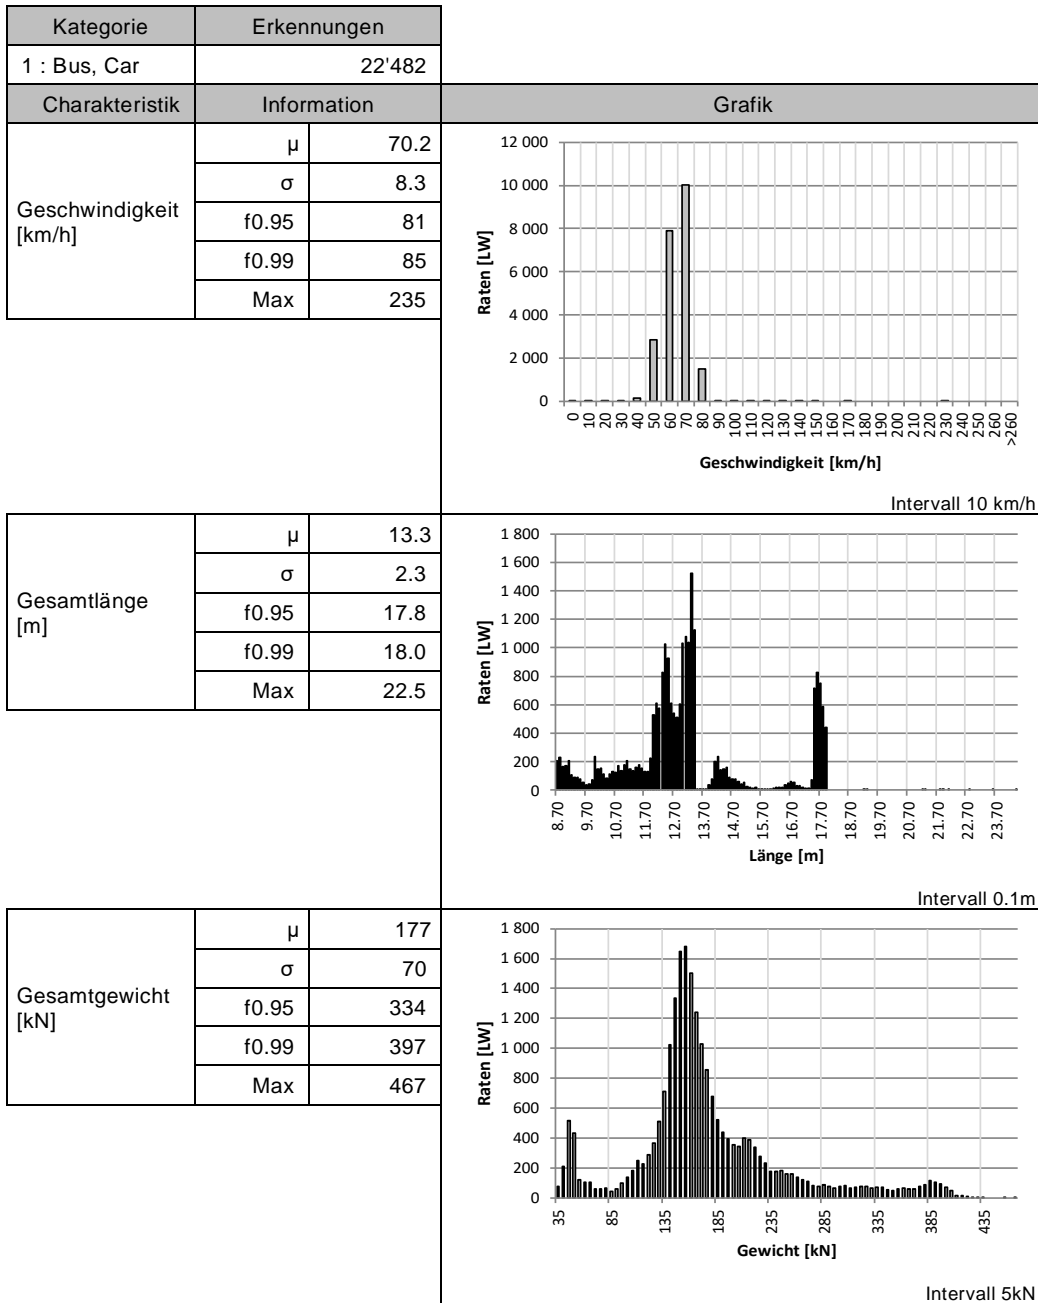 Kategorie Erkennungen
1 : Bus, Car 22'482
Charakteristik Information Grafik
Geschwindigkeit [km/h]
µ 70.2
σ 8.3
f0.95 81
f0.99 85
Max 235
12 000
10 000
8 000
6 000
4 000
2 000
0
Raten [LW]
0 10 20 30 40 50 60 70 80 90 100 110 120 130 140 150 160 170 180 190 200 210 220 230 240 250 260 >260
Geschwindigkeit [km/h]
Intervall 10 km/h
Gesamtlänge [m]
µ 13.3
σ 2.3
f0.95 17.8
f0.99 18.0
Max 22.5
1 800
1 600
1 400
1 200
1 000
800
600
400
200
0
Raten [LW]
8.70 9.70 10.70 11.70 12.70 13.70 14.70 15.70 16.70 17.70 18.70 19.70 20.70 21.70 22.70 23.70
Länge [m]
Intervall 0.1m
Gesamtgewicht [kN]
µ 177
σ 70
f0.95 334
f0.99 397
Max 467
1 800
1 600
1 400
1 200
1 000
800
600
400
200
0
Raten [LW]
35 85 135 185 235 285 335 385 435
Gewicht [kN]
Intervall 5kN